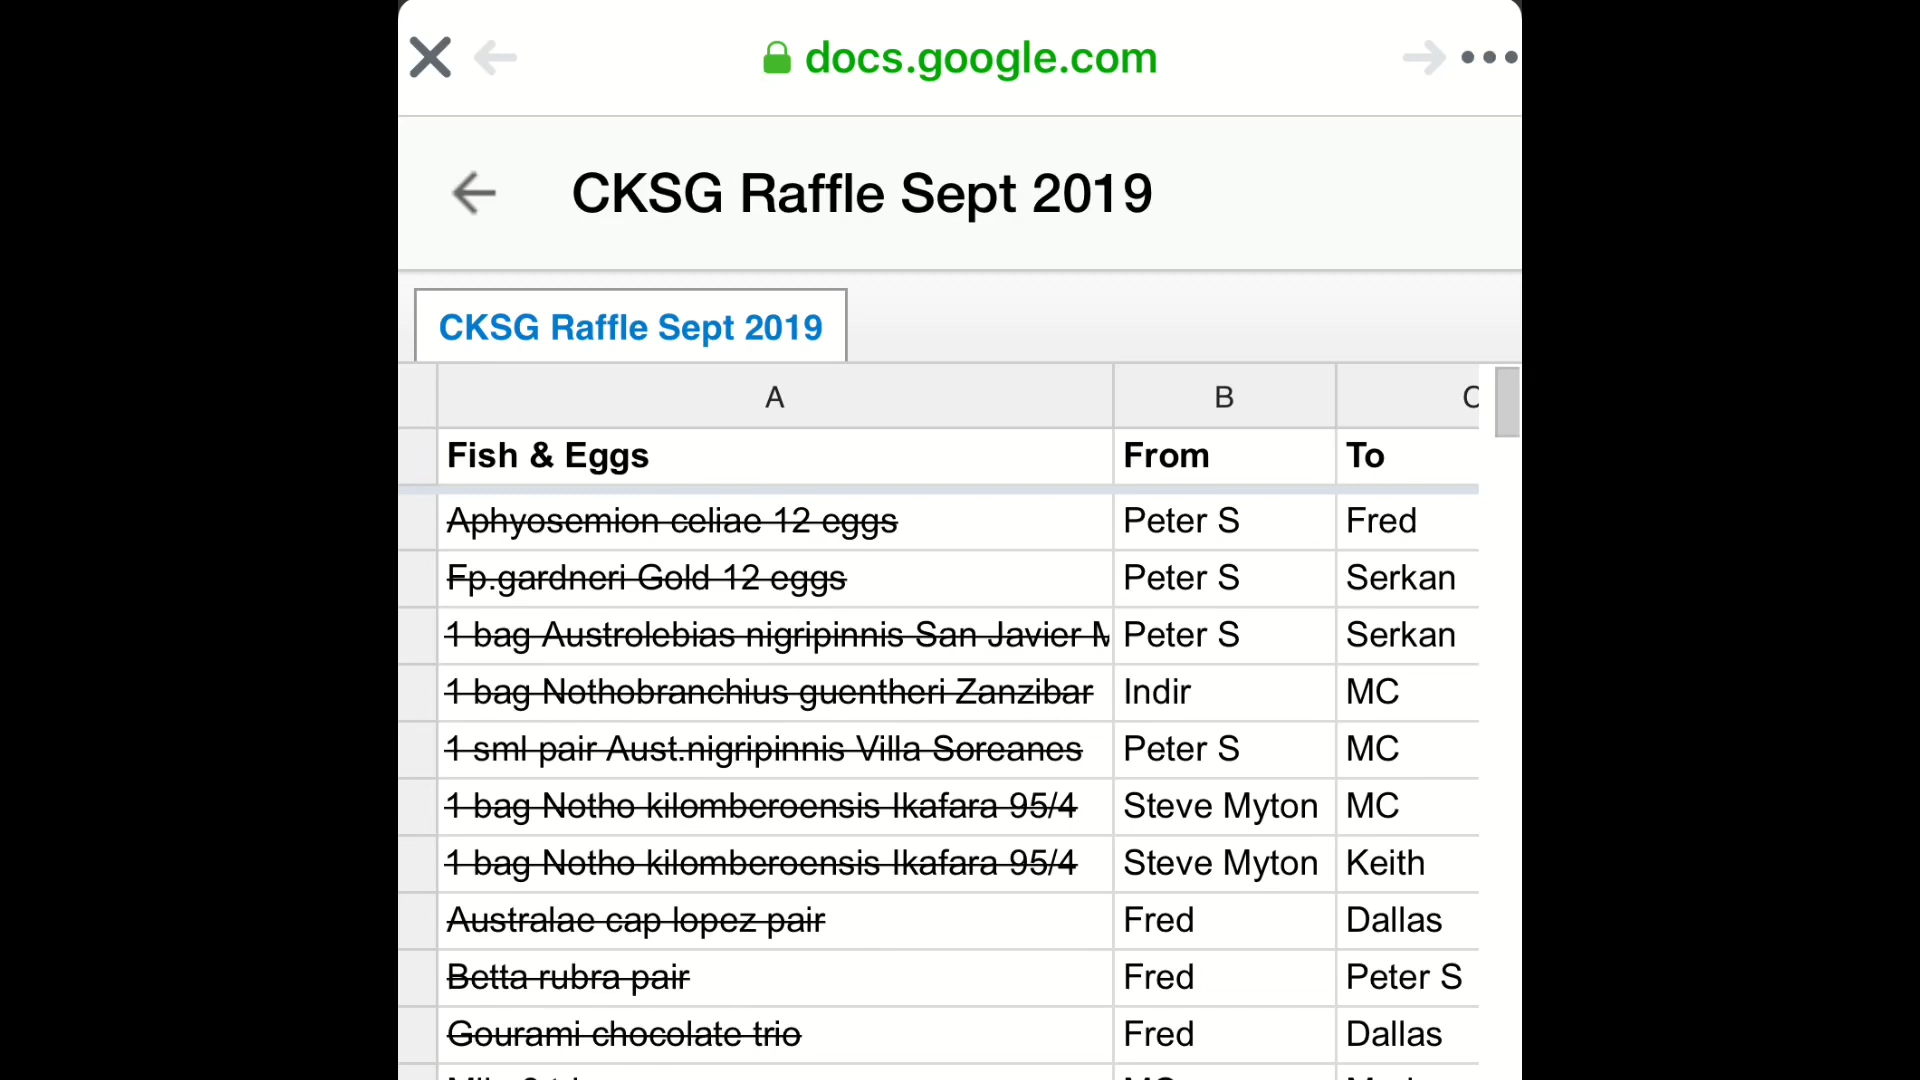 docs.google.com
CKSG Raffle Sept 2019
CKSG Raffle Sept 2019
A B C
Fish & Eggs From To
Aphyosemion celiae 12 eggs Peter S Fred
Fp.gardneri Gold 12 eggs Peter S Serkan
1 bag Austrolebias nigripinnis San Javier Peter S Serkan
1 bag Nothobranchius guentheri Zanzibar Indir MC
1 sml pair Aust.nigripinnis Villa Soreanes Peter S MC
1 bag Notho kilomberoensis Ikafara 95/4 Steve Myton MC
1 bag Notho kilomberoensis Ikafara 95/4 Steve Myton Keith
Australae cap lopez pair Fred Dallas
Betta rubra pair Fred Peter S
Gourami chocolate trio Fred Dallas